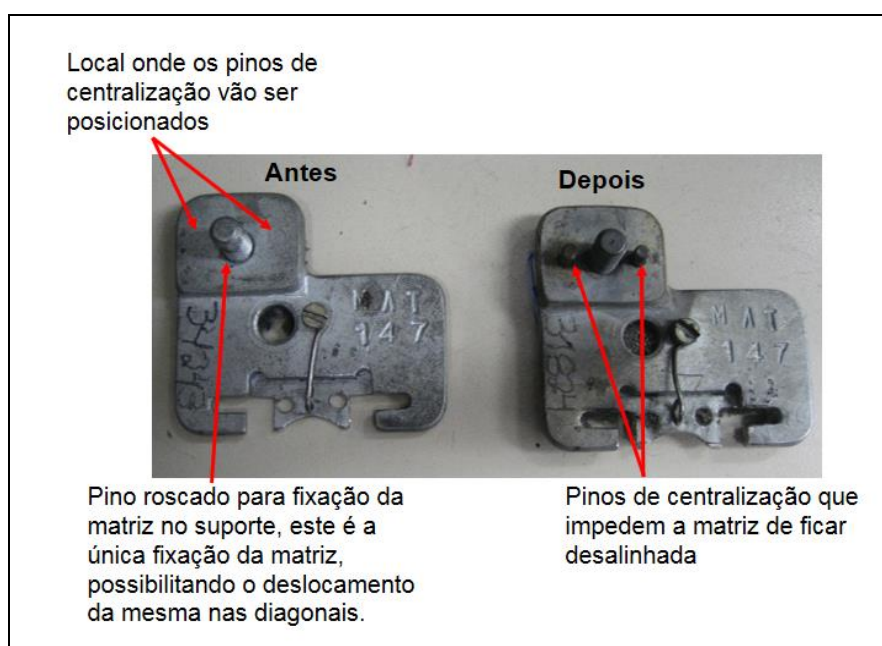 Local onde os pinos de
centralização vão ser
posicionados
Antes
Depois
MAT
147
MAT
147
31804
Pino roscado para fixação da
matriz no suporte, este é a
única fixação da matriz,
possibilitando o deslocamento
da mesma nas diagonais.
Pinos de centralização que
impedem a matriz de ficar
desalinhada